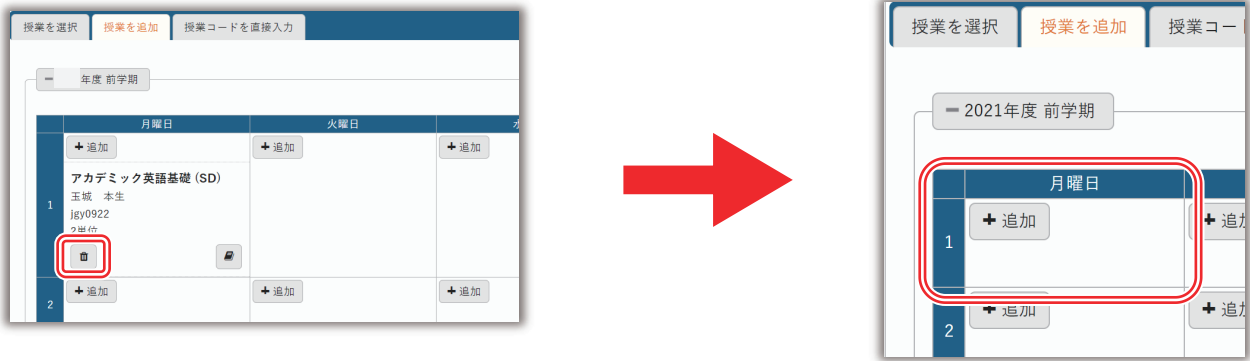 授業を選択 授業を追加 授業コードを直接入力
年度 前学期
月曜日 火曜日
+追加 +追加 +追加
アカデミック英語基礎 (SD)
玉城 本生
1
jgy0922
2単位
+追加 +追加 +追加
2
授業を選択 授業を追加 授業コー
2021年度 前学期
月曜日
+追加 +追
1
+追加 +追
2